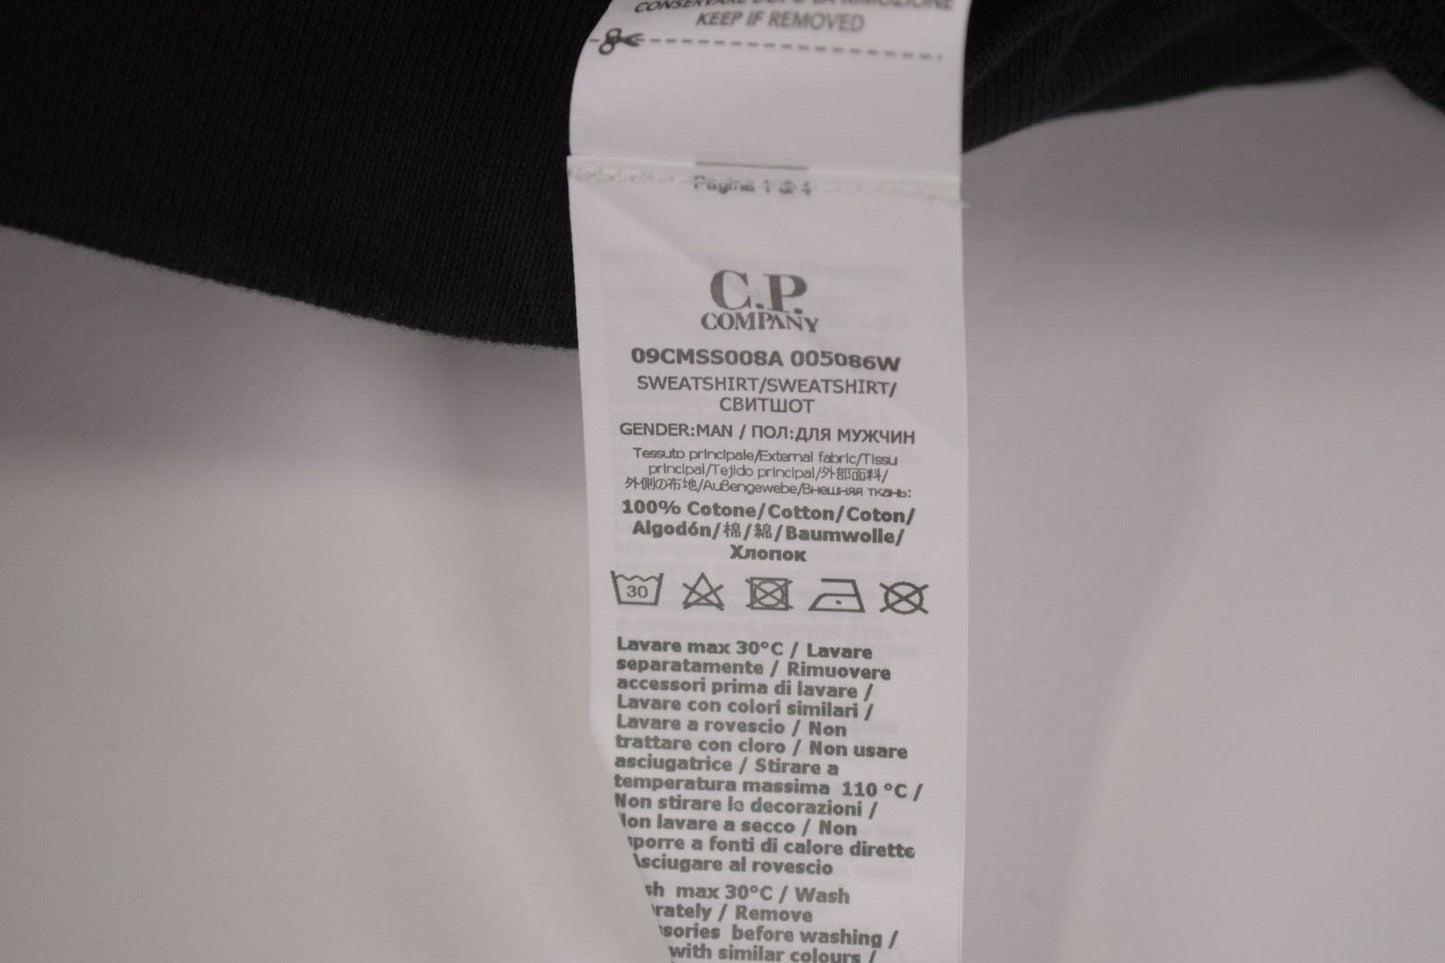 CONSERVARE DOPO LA RIMOZIONE
KEEP IF REMOVED
Pagina 1 di 4
C.P.
COMPANY
09CMSS008A 005086W
SWEATSHIRT/SWEATSHIRT/
СВИТШОТ
GENDER:MAN / ПОЛ:ДЛЯ МУЖЧИН
Tessuto principale/External fabric/Tissu
principal/Tejido principal/外部面料/
外側の布地/Außengewebe/Внешняя ткань:
100% Cotone/Cotton/Coton/
Algodón/棉/綿/Baumwolle/
Хлопок
30
Lavare max 30°C / Lavare
separatamente / Rimuovere
accessori prima di lavare /
Lavare con colori similari /
Lavare a rovescio / Non
trattare con cloro / Non usare
asciugatrice / Stirare a
temperatura massima 110 °C /
Non stirare le decorazioni /
Non lavare a secco / Non
porre a fonti di calore dirette
Asciugare al rovescio
sh max 30°C / Wash
rately / Remove
sories before washing /
with similar colours /